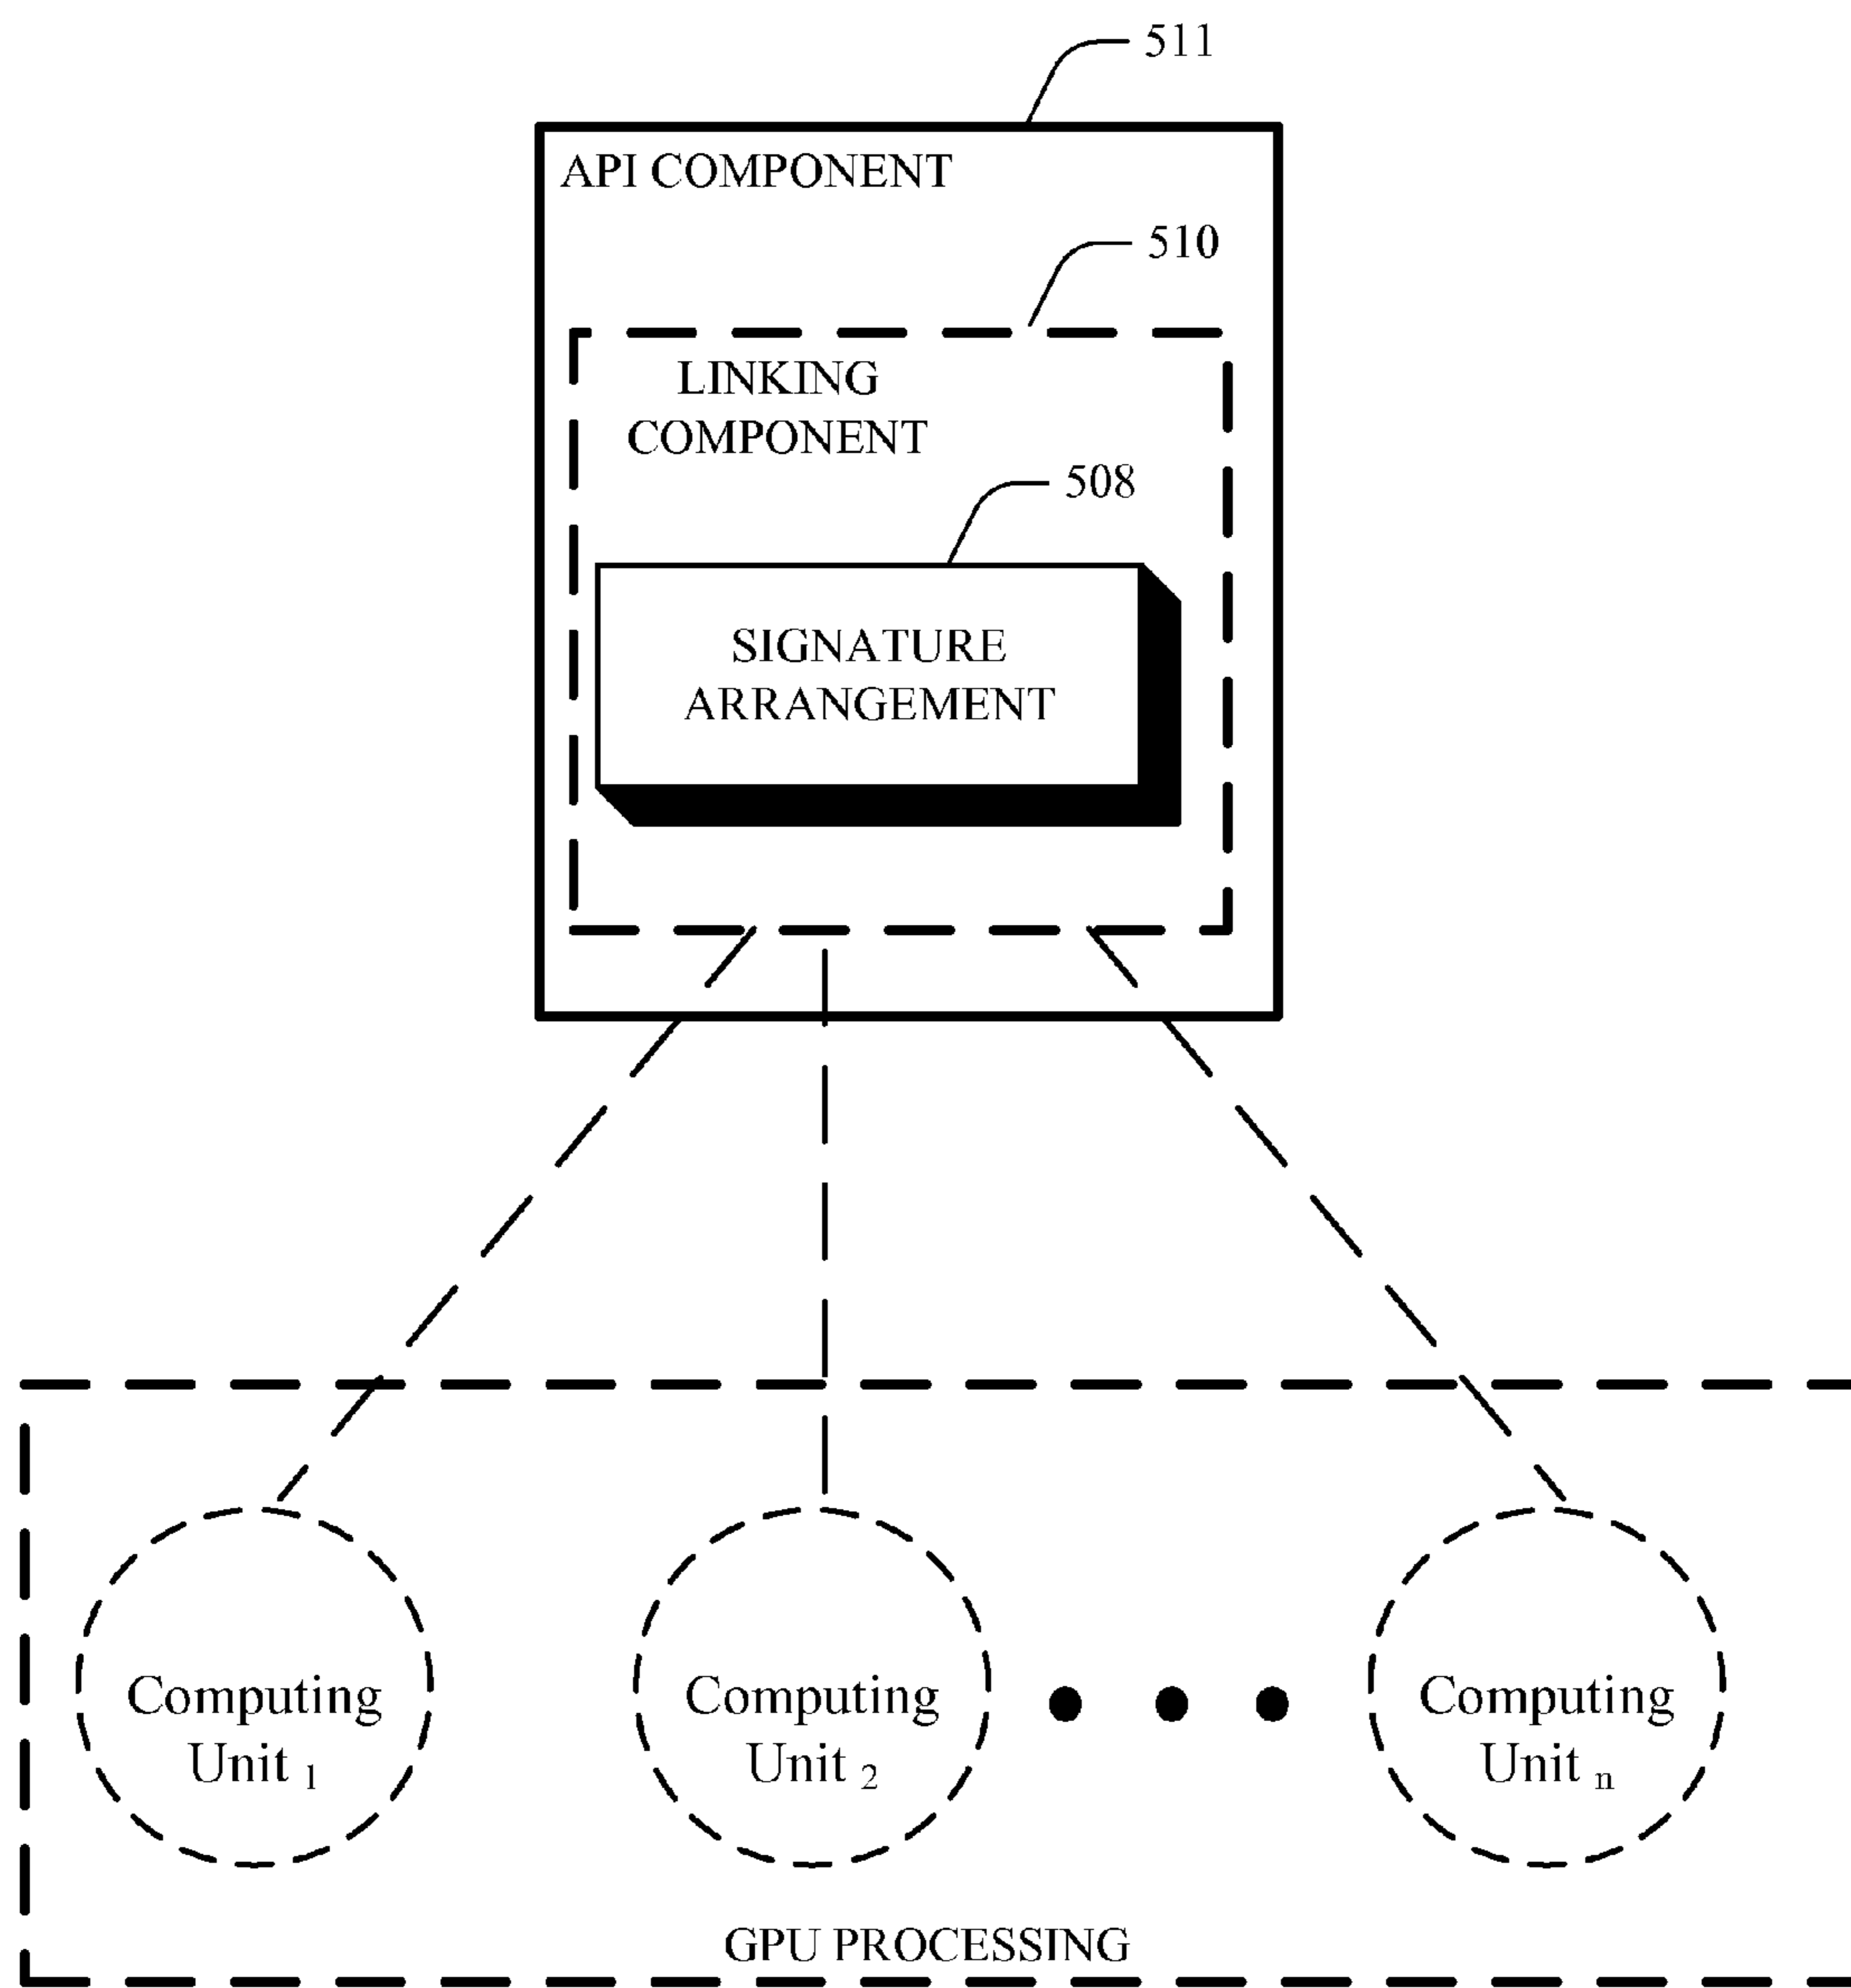 511
API COMPONENT
510
LINKING
COMPONENT
508
SIGNATURE
ARRANGEMENT
Computing
Unit 1
Computing
Unit 2
Computing
Unit n
GPU PROCESSING